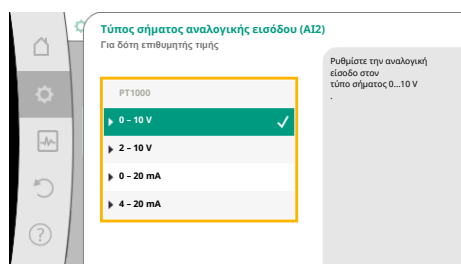 Τύπος σήματος αναλογικής εισόδου (AI2)
Για δότη επιθυμητής τιμής
PT1000
0 – 10 V
2 – 10 V
0 – 20 mA
4 – 20 mA
Ρυθμίστε την αναλογική
είσοδο στον
τύπο σήματος 0...10 V
.